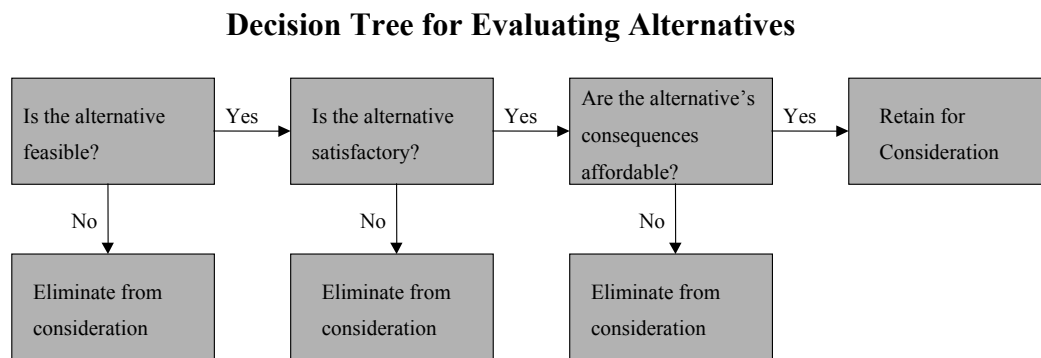 Decision Tree for Evaluating Alternatives
Is the alternative
feasible?
Yes
Is the alternative
satisfactory?
Yes
Are the alternative’s
consequences
affordable?
Yes
Retain for
Consideration
No
No
No
Eliminate from
consideration
Eliminate from
consideration
Eliminate from
consideration